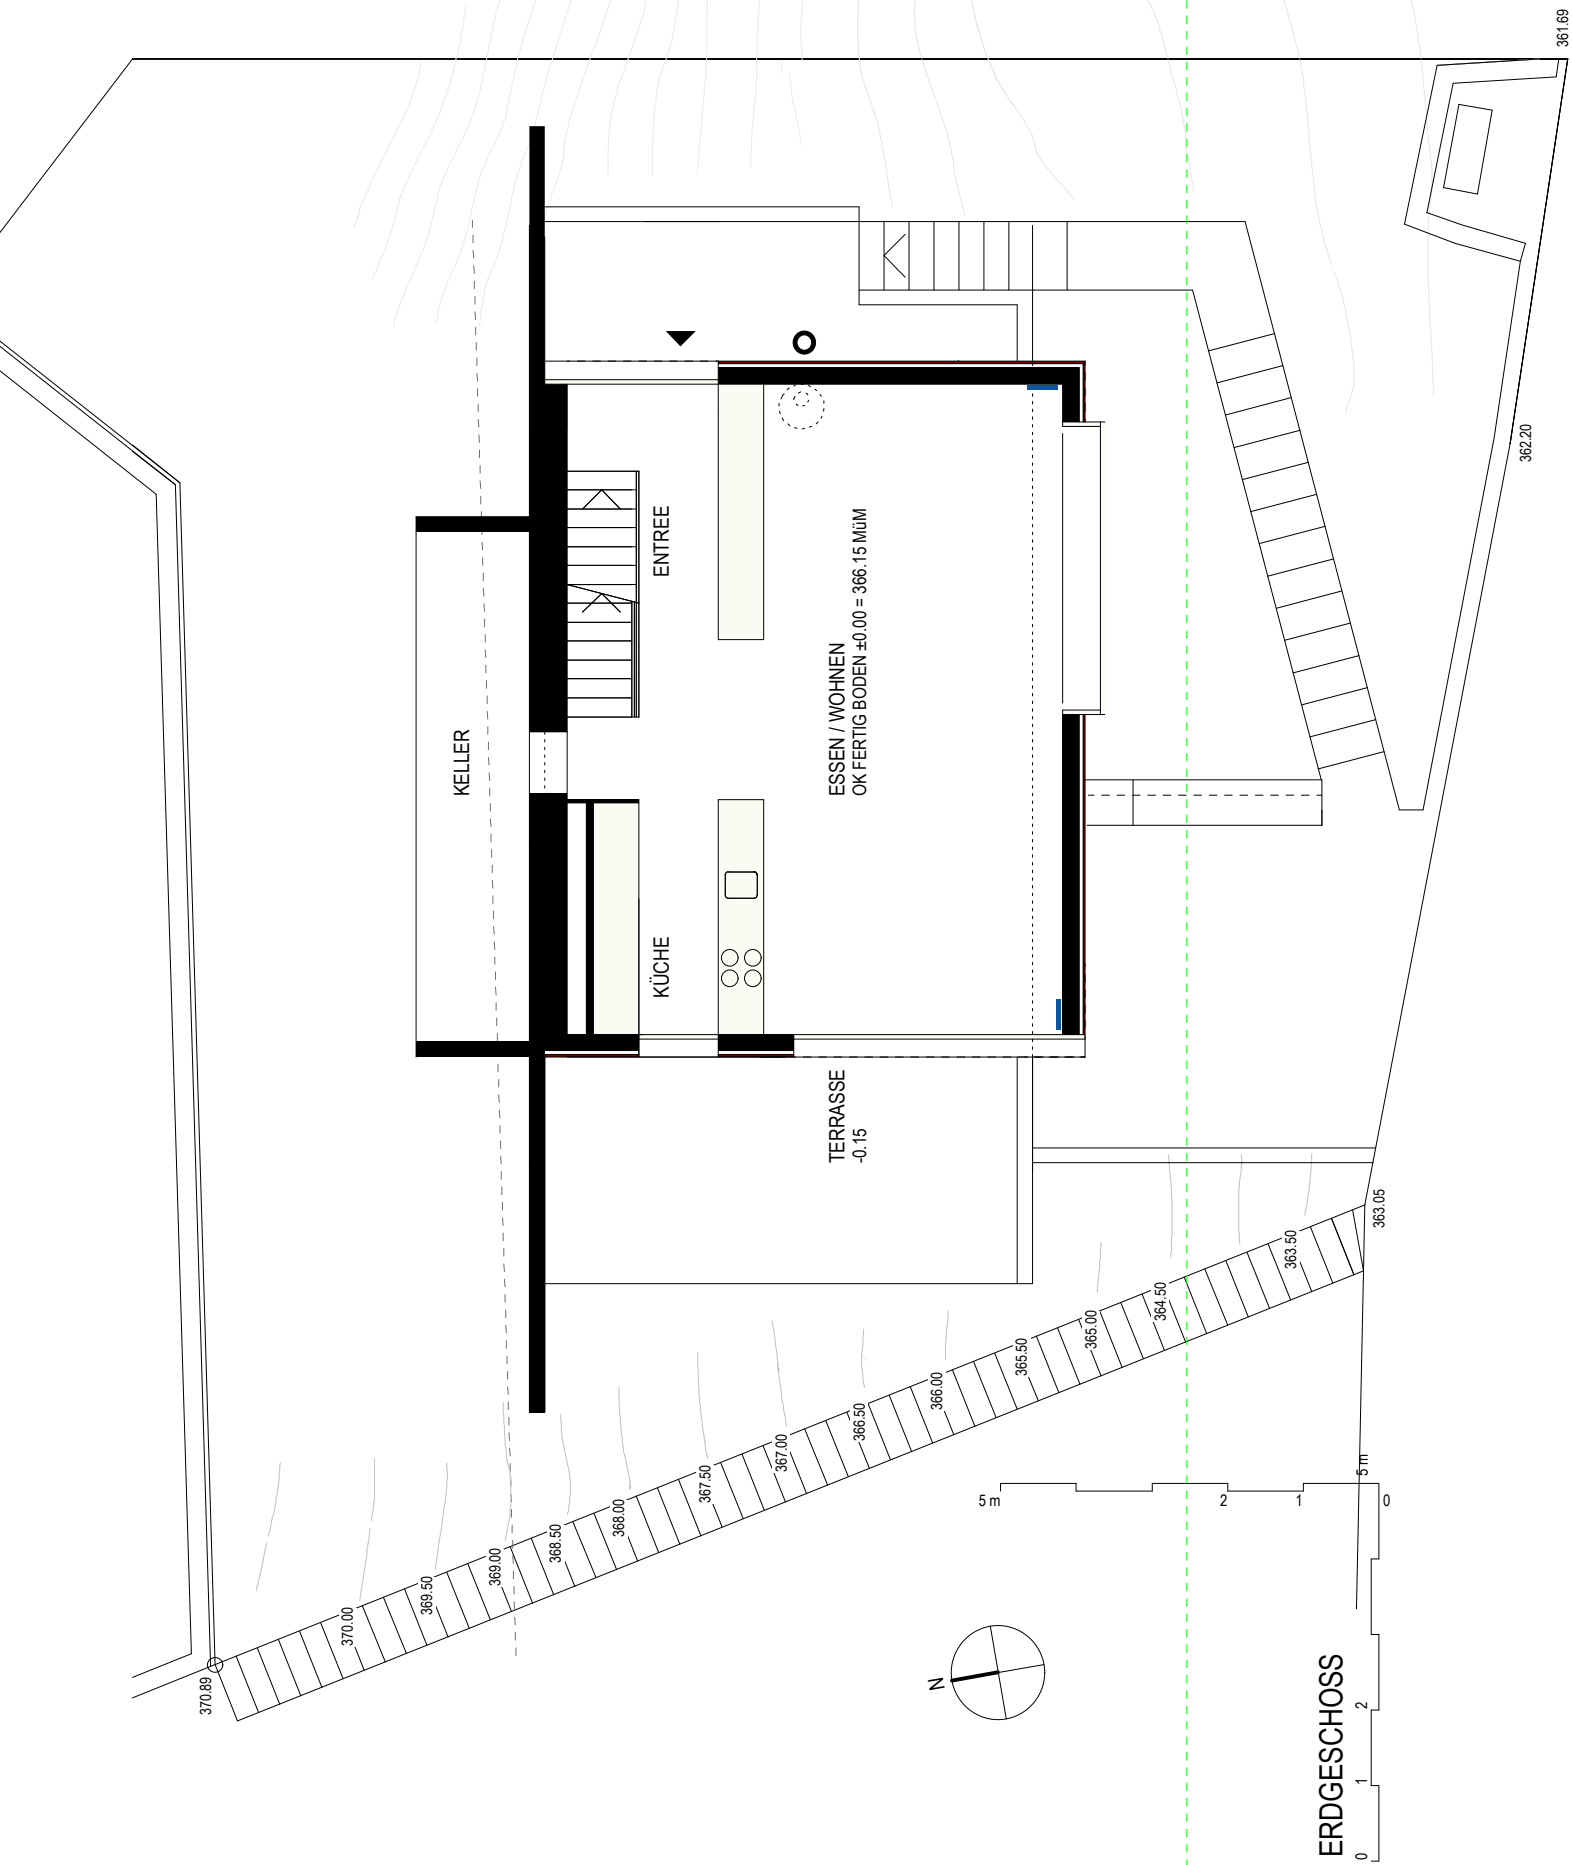 361.69
362.20
ENTREE
KELLER
ESSEN / WOHNEN
OK FERTIG BODEN ±0.00 = 366.15 MüM
KÜCHE
TERRASSE
-0.15
363.05
363.50
364.50
365.00
365.50
366.00
366.50
367.00
367.50
368.00
368.50
369.00
369.50
370.00
370.89
5 m
2
1
0
5 m
2
1
0
N
ERDGESCHOSS